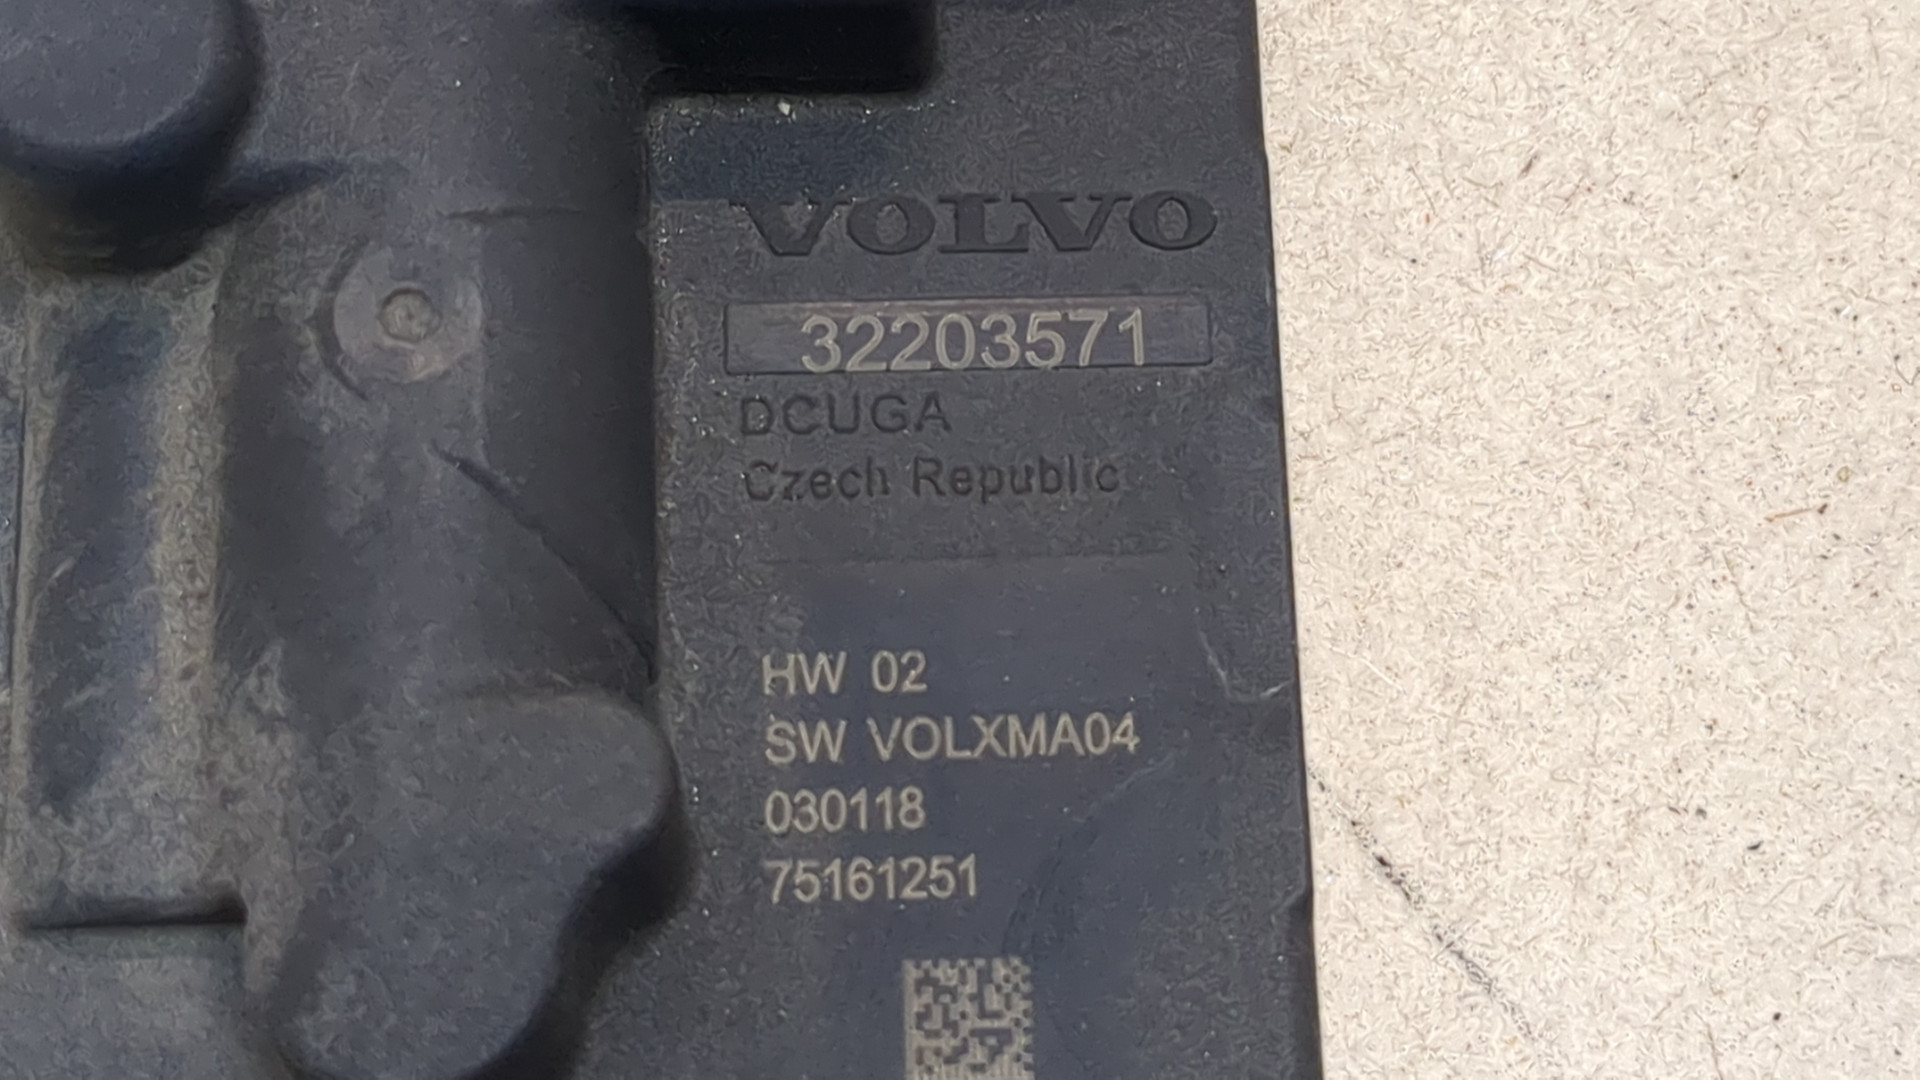 VOLVO
32203571
DCUGA
Czech Republic
HW 02
SW VOLXMA04
030118
75161251